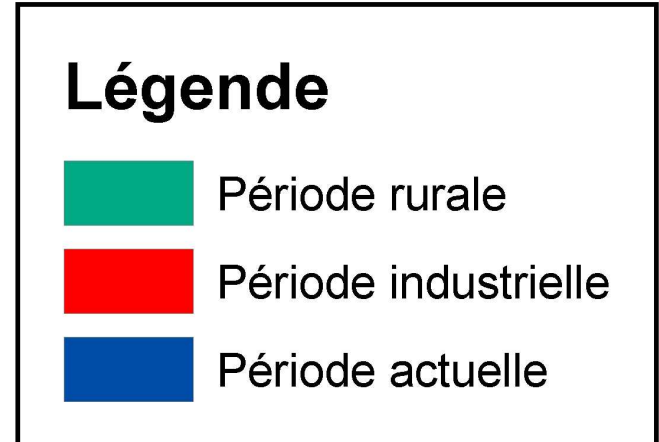 Légende
Période rurale
Période industrielle
Période actuelle